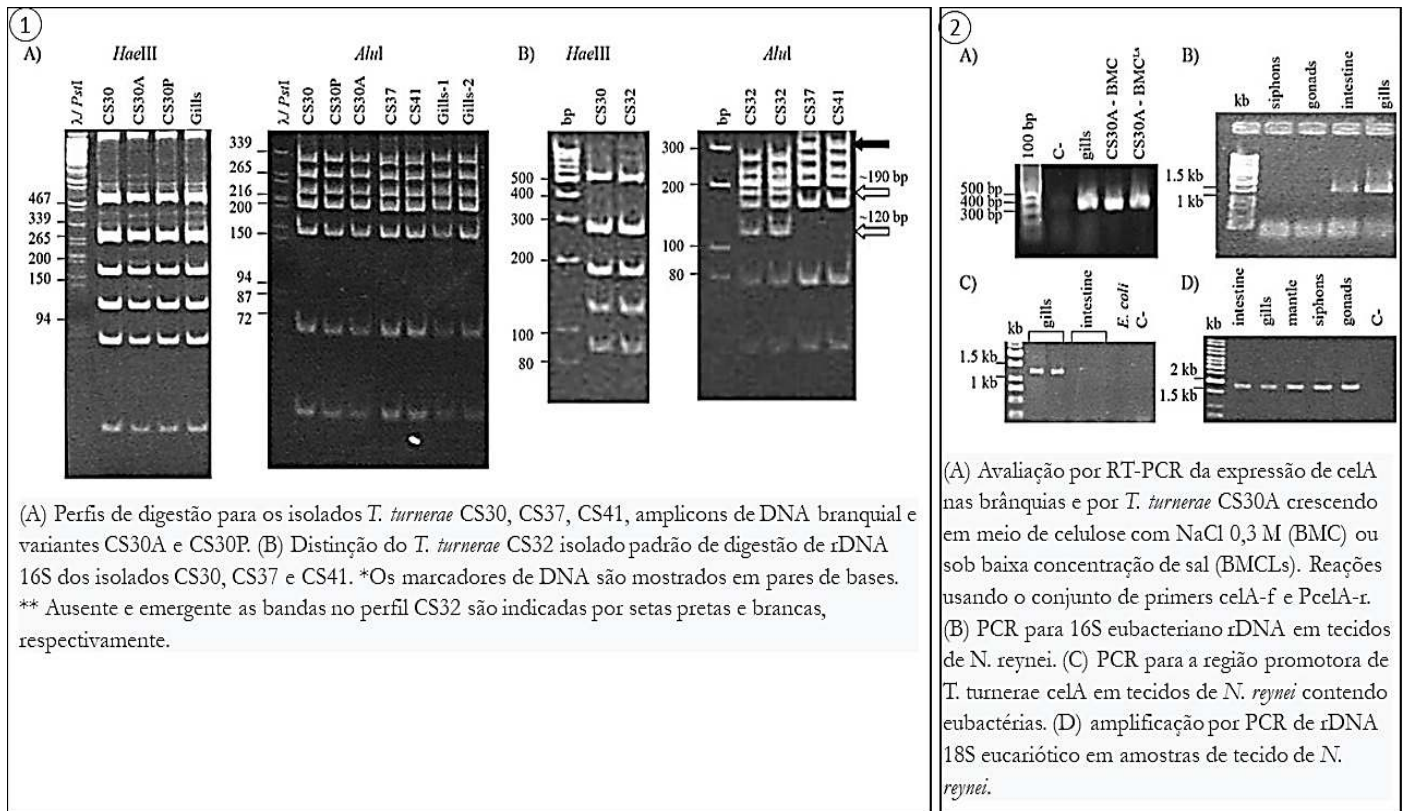 1
A)
HaeIII
AluI
λ/ PstI
CS30
CS30A
CS30P
Gills
467
339
265
200
150
94
λ/ PstI
CS30
CS30P
CS30A
CS37
CS41
Gills-1
Gills-2
339
265
216
200
150
94
87
72
B)
HaeIII
AluI
bp
CS30
CS32
500
400
300
200
100
80
bp
CS32
CS32
CS37
CS41
300
200
100
80
~190 bp
~120 bp
(A) Perfis de digestão para os isolados T. turnerae CS30, CS37, CS41, amplicons de DNA branquial e
variantes CS30A e CS30P. (B) Distinção do T. turnerae CS32 isolado padrão de digestão de rDNA
16S dos isolados CS30, CS37 e CS41. *Os marcadores de DNA são mostrados em pares de bases.
** Ausente e emergente as bandas no perfil CS32 são indicadas por setas pretas e brancas,
respectivamente.
2
A)
100 bp
C-
gills
CS30A - BMC
CS30A - BMCLs
500 bp
400 bp
300 bp
B)
kb
siphons
gonads
intestine
gills
1.5 kb
1 kb
C)
kb
gills
intestine
E. coli
C-
1.5 kb
1 kb
D)
kb
intestine
gills
mantle
siphons
gonads
C-
2 kb
1.5 kb
(A) Avaliação por RT-PCR da expressão de celA
nas brânquias e por T. turnerae CS30A crescendo
em meio de celulose com NaCl 0,3 M (BMC) ou
sob baixa concentração de sal (BMCLs). Reações
usando o conjunto de primers celA-f e PcelA-r.
(B) PCR para 16S eubacteriano rDNA em tecidos
de N. reynei. (C) PCR para a região promotora de
T. turnerae celA em tecidos de N. reynei contendo
eubactérias. (D) amplificação por PCR de rDNA
18S eucariótico em amostras de tecido de N.
reynei.